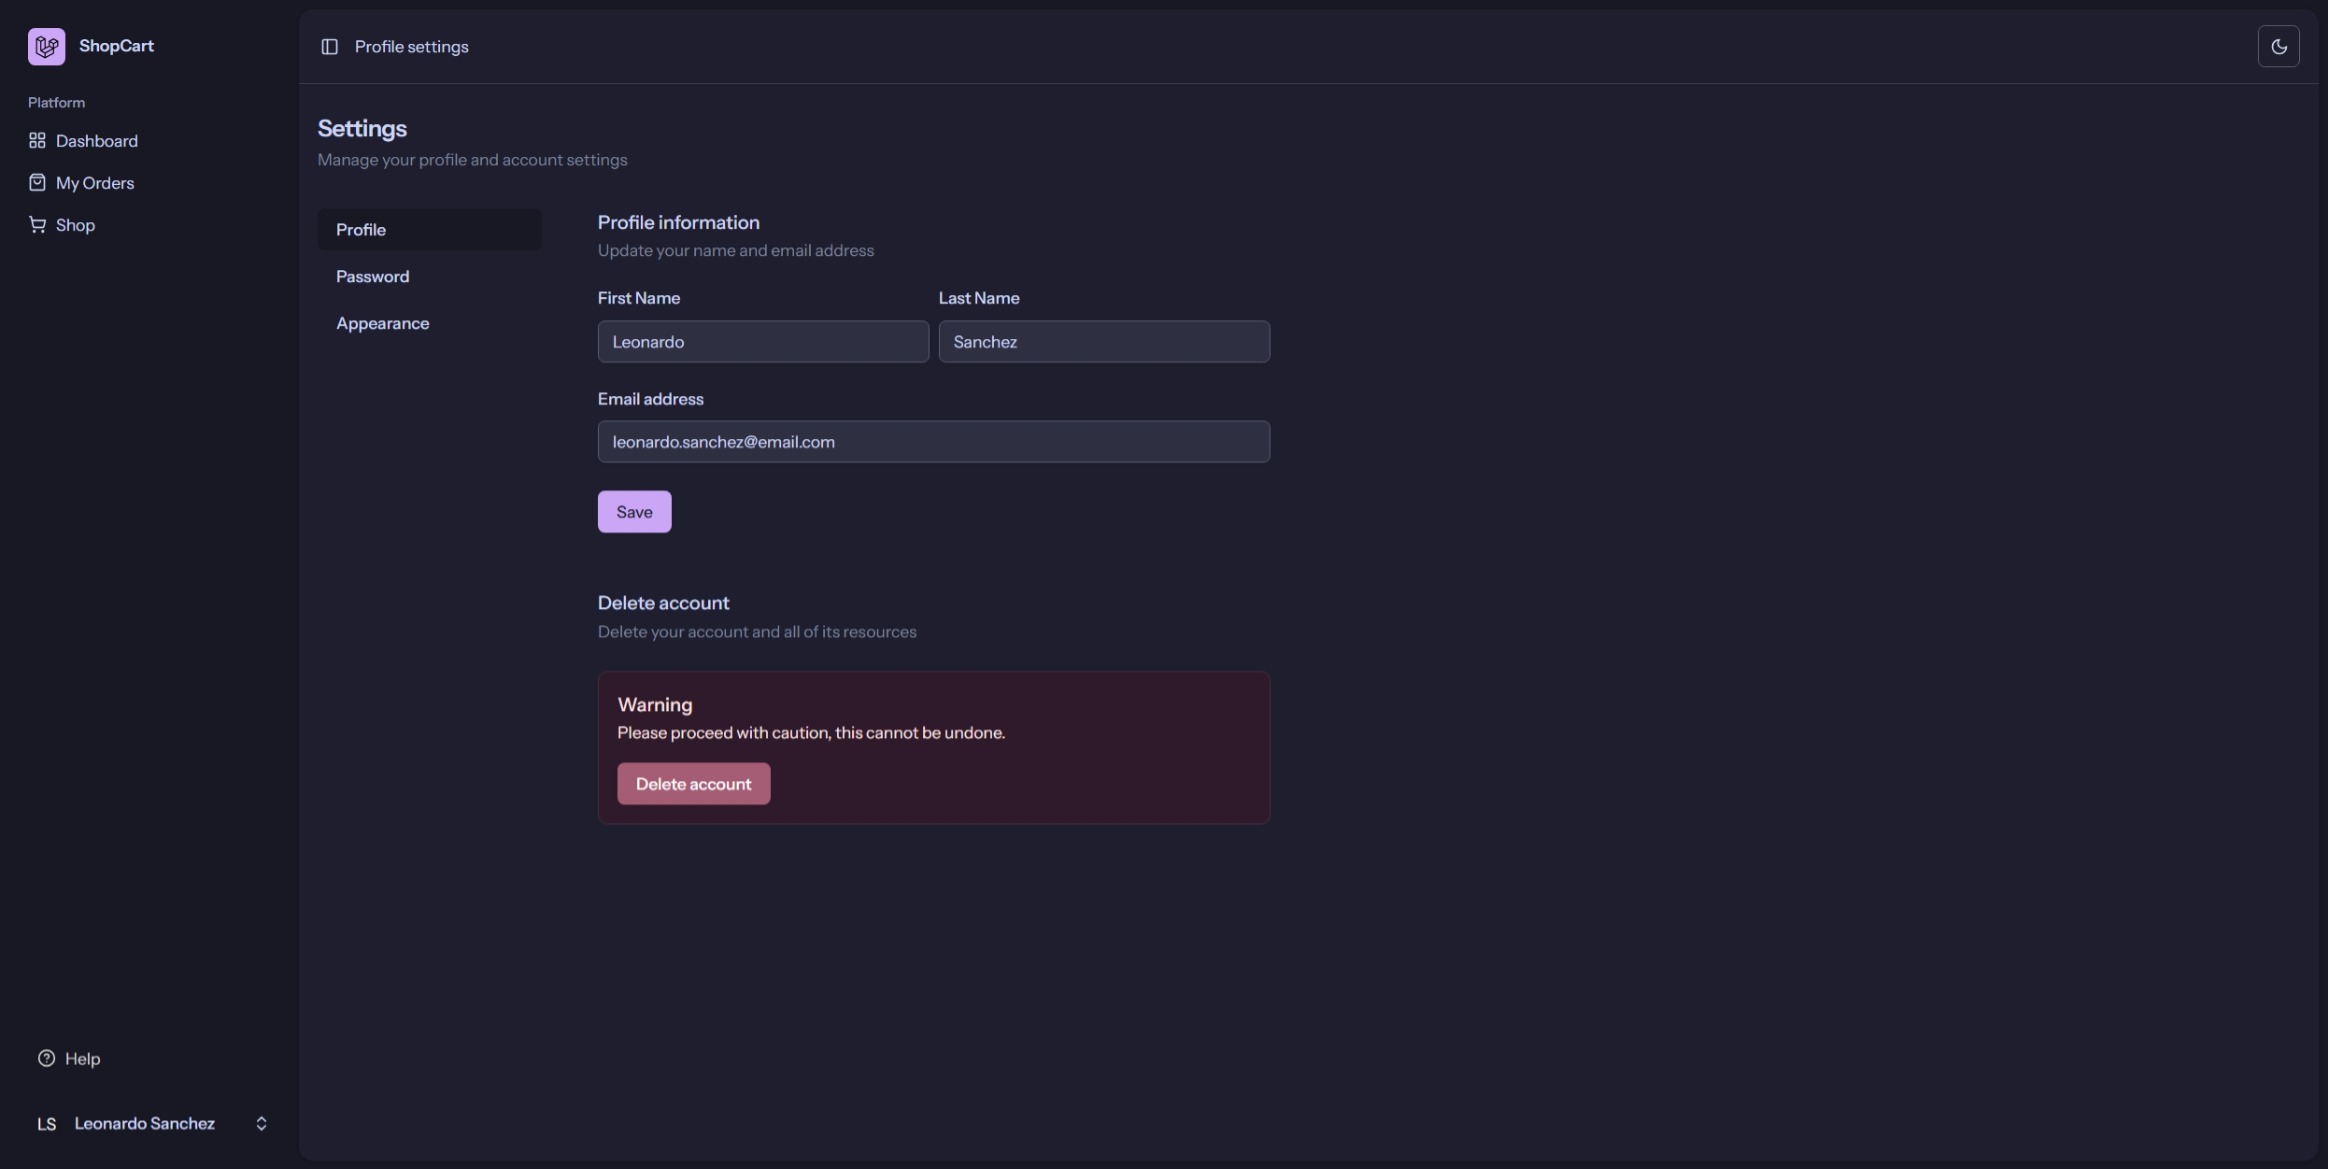 ShopCart
Platform
Dashboard
My Orders
Shop
Help
LS Leonardo Sanchez
Profile settings
Settings
Manage your profile and account settings
Profile
Password
Appearance
Profile information
Update your name and email address
First Name Last Name
Leonardo Sanchez
Email address
leonardo.sanchez@email.com
Save
Delete account
Delete your account and all of its resources
Warning
Please proceed with caution, this cannot be undone.
Delete account